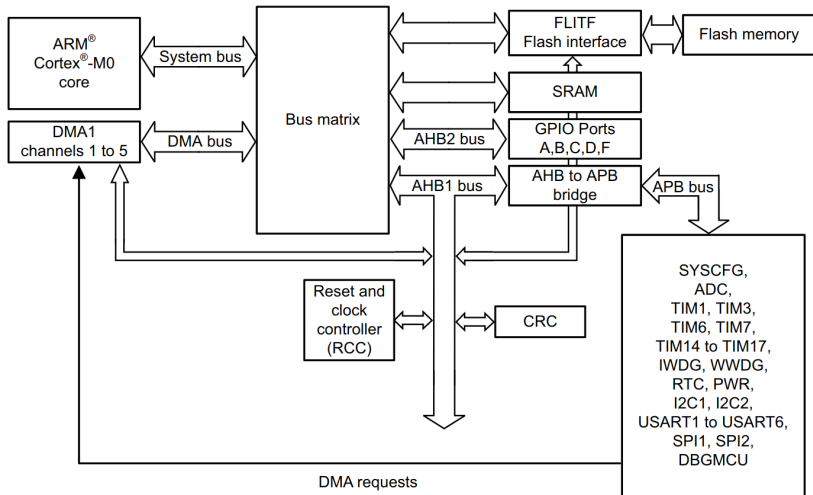 ARM®
Cortex®-M0
core
System bus
Bus matrix
FLITF
Flash interface
Flash memory
SRAM
DMA1
channels 1 to 5
DMA bus
AHB2 bus
GPIO Ports
A,B,C,D,F
AHB1 bus
AHB to APB
bridge
APB bus
Reset and
clock
controller
(RCC)
CRC
SYSCFG,
ADC,
TIM1, TIM3,
TIM6, TIM7,
TIM14 to TIM17,
IWDG, WWDG,
RTC, PWR,
I2C1, I2C2,
USART1 to USART6,
SPI1, SPI2,
DBGMCU
DMA requests